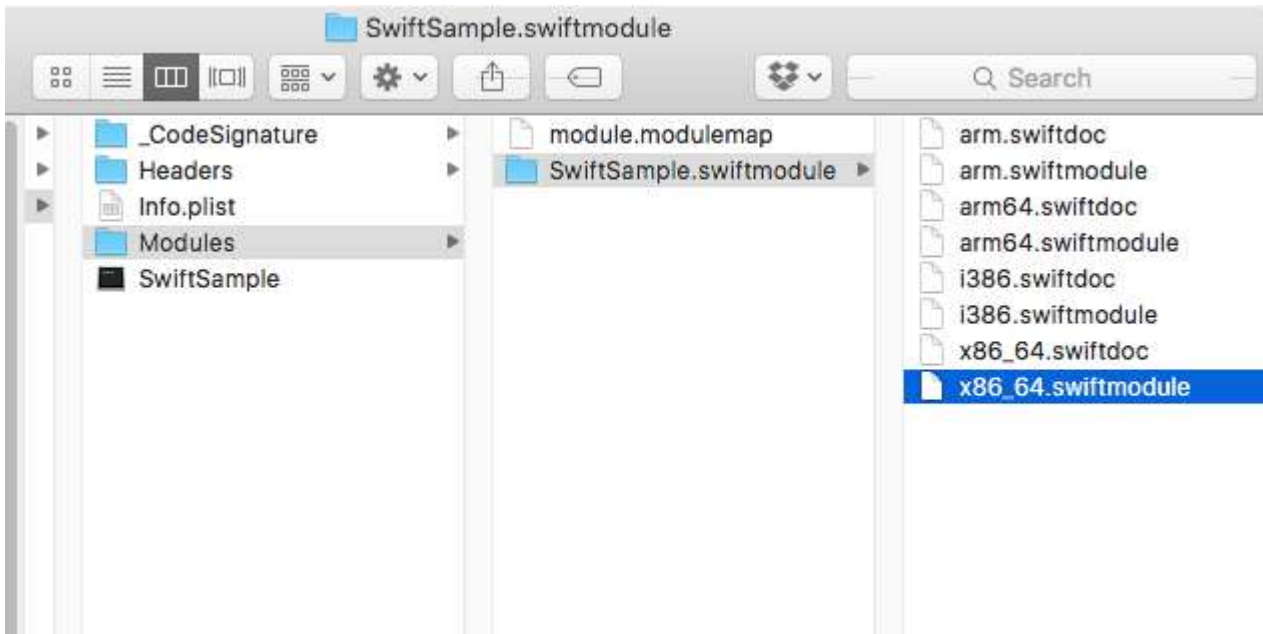 SwiftSample.swiftmodule
Search
_CodeSignature
Headers
Info.plist
Modules
SwiftSample
module.modulemap
SwiftSample.swiftmodule
arm.swiftdoc
arm.swiftmodule
arm64.swiftdoc
arm64.swiftmodule
i386.swiftdoc
i386.swiftmodule
x86_64.swiftdoc
x86_64.swiftmodule